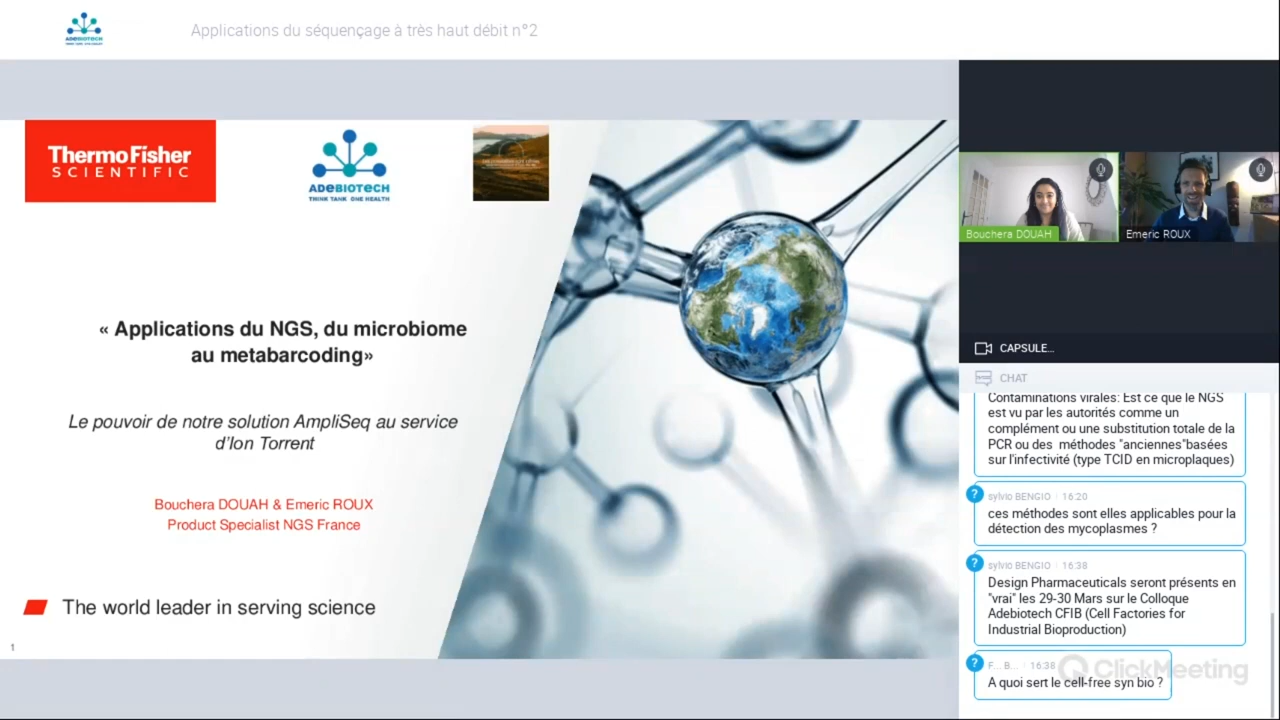 ADEBIOTECH
Applications du séquençage à très haut débit n°2
ThermoFisher
SCIENTIFIC
ADEBIOTECH
THINK TANK ONE HEALTH
« Applications du NGS, du microbiome
au metabarcoding»
Le pouvoir de notre solution AmpliSeq au service
d'Ion Torrent
Bouchera DOUAH & Emeric ROUX
Product Specialist NGS France
The world leader in serving science
1
Bouchera DOUAH
Emeric ROUX
CAPSULE...
CHAT
Contaminations virales: Est ce que le NGS
est vu par les autorités comme un
complément ou une substitution totale de la
PCR ou des méthodes "anciennes"basées
sur l'infectivité (type TCID en microplaques)
?
sylvio BENGIO 16:20
ces méthodes sont elles applicables pour la
détection des mycoplasmes ?
?
sylvio BENGIO 16:38
Design Pharmaceuticals seront présents en
"vrai" les 29-30 Mars sur le Colloque
Adebiotech CFIB (Cell Factories for
Industrial Bioproduction)
?
F... B... 16:38
A quoi sert le cell-free syn bio ?
ClickMeeting